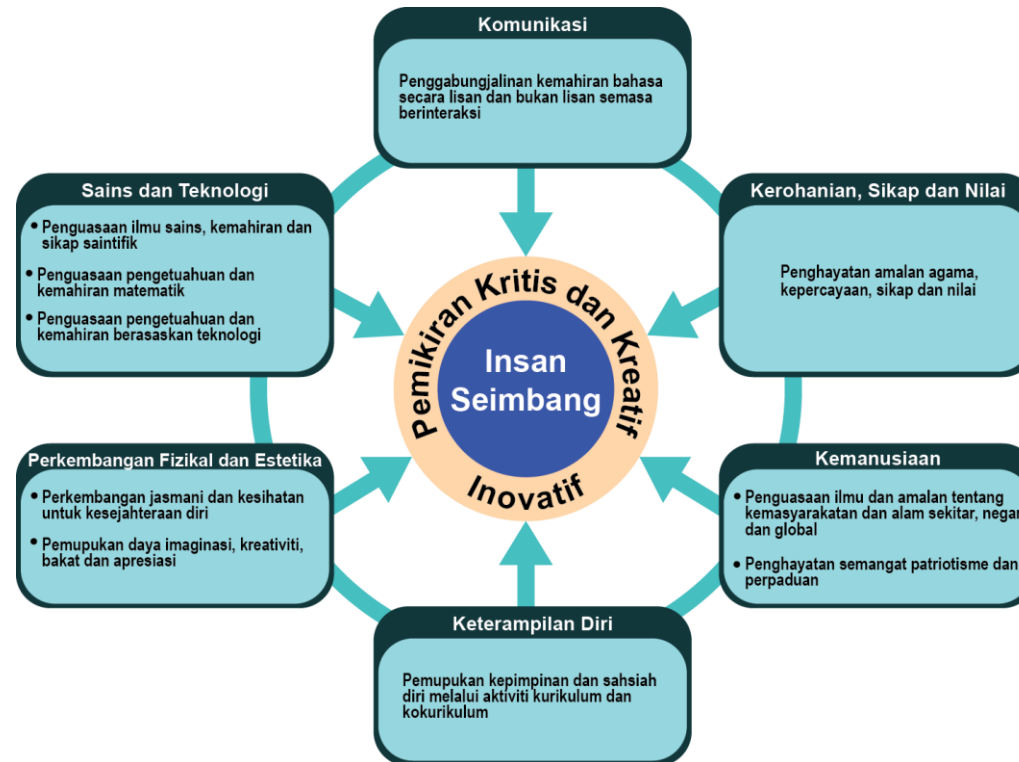 Komunikasi
Penggabungjalinan kemahiran bahasa
secara lisan dan bukan lisan semasa
berinteraksi
Sains dan Teknologi
• Penguasaan ilmu sains, kemahiran dan
sikap saintifik
• Penguasaan pengetuahuan dan
kemahiran matematik
• Penguasaan pengetuahuan dan
kemahiran berasaskan teknologi
Kerohanian, Sikap dan Nilai
Penghayatan amalan agama,
kepercayaan, sikap dan nilai
Pemikiran Kritis dan Kreatif
Insan
Seimbang
Inovatif
Perkembangan Fizikal dan Estetika
• Perkembangan jasmani dan kesihatan
untuk kesejahteraan diri
• Pemupukan daya imaginasi, kreativiti,
bakat dan apresiasi
Kemanusiaan
• Penguasaan ilmu dan amalan tentang
kemasyarakatan dan alam sekitar, negar
dan global
• Penghayatan semangat patriotisme dan
perpaduan
Keterampilan Diri
Pemupukan kepimpinan dan sahsiah
diri melalui aktiviti kurikulum dan
kokurikulum